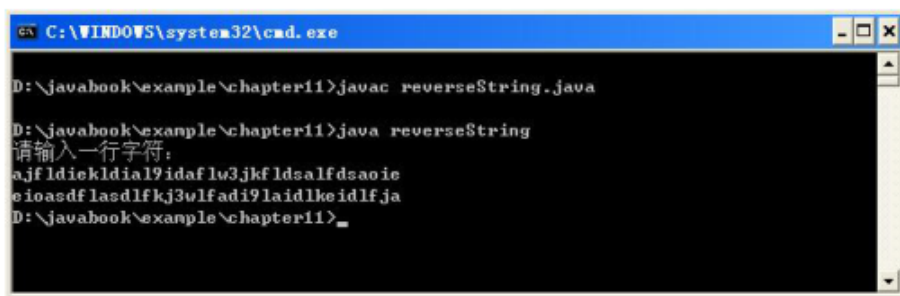 C:\WINDOWS\system32\cmd.exe
D:\javabook\example\chapter11>javac reverseString.java
D:\javabook\example\chapter11>java reverseString
请输入一行字符：
ajfldiekldial9idaflw3jkfldsalfdsaoie
eioasdflasdlfkj3wlfadi9laidlkeidlfja
D:\javabook\example\chapter11>_